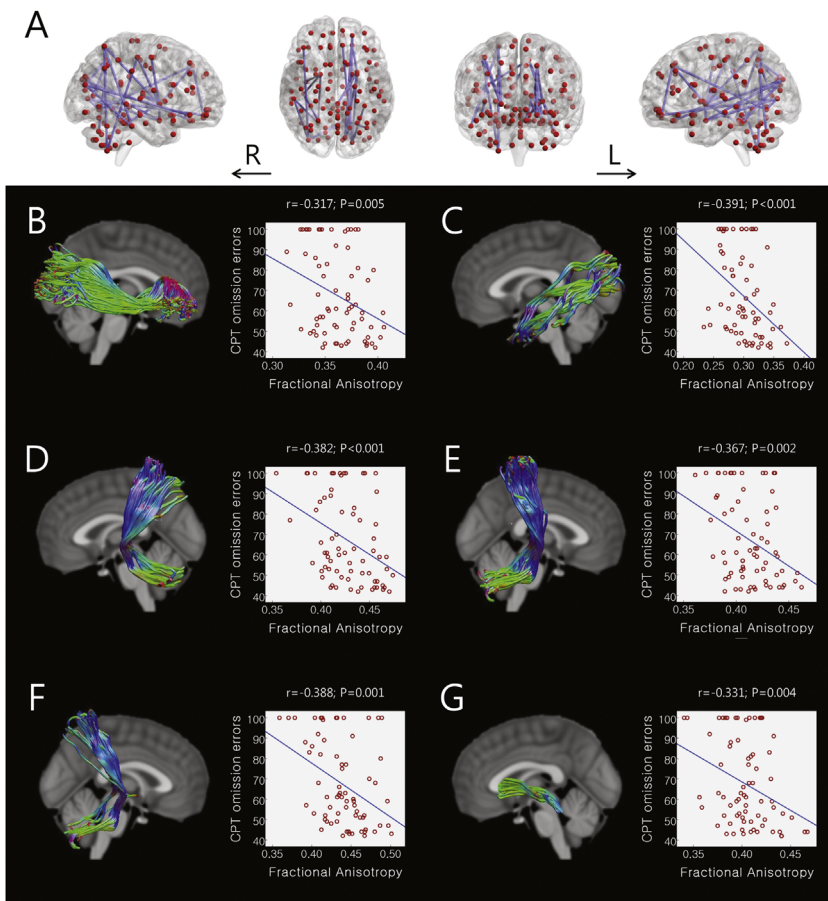 A
R
L
B
r=-0.317; P=0.005
CPT omission errors
100
90
80
70
60
50
40
0.30
0.35
0.40
Fractional Anisotropy
C
r=-0.391; P<0.001
CPT omission errors
100
90
80
70
60
50
40
0.20
0.25
0.30
0.35
0.40
Fractional Anisotropy
D
r=-0.382; P<0.001
CPT omission errors
100
90
80
70
60
50
40
0.35
0.40
0.45
Fractional Anisotropy
E
r=-0.367; P=0.002
CPT omission errors
100
90
80
70
60
50
40
0.35
0.40
0.45
Fractional Anisotropy
F
r=-0.388; P=0.001
CPT omission errors
100
90
80
70
60
50
40
0.35
0.40
0.45
0.50
Fractional Anisotropy
G
r=-0.331; P=0.004
CPT omission errors
100
90
80
70
60
50
40
0.35
0.40
0.45
Fractional Anisotropy